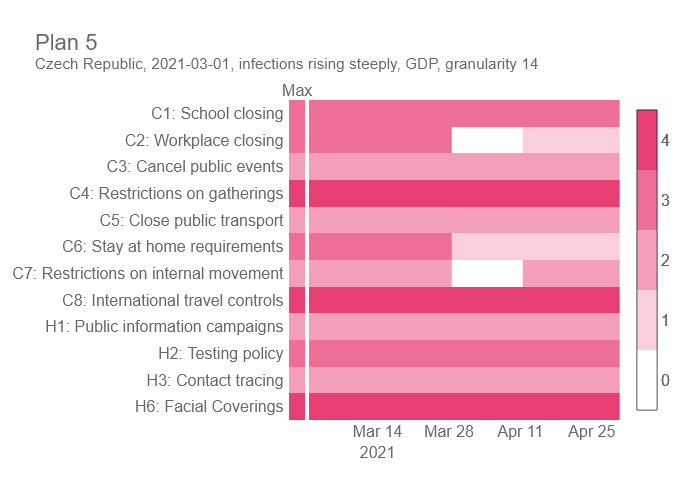 Plan 5
Czech Republic, 2021-03-01, infections rising steeply, GDP, granularity 14
Max
C1: School closing
C2: Workplace closing
C3: Cancel public events
C4: Restrictions on gatherings
C5: Close public transport
C6: Stay at home requirements
C7: Restrictions on internal movement
C8: International travel controls
H1: Public information campaigns
H2: Testing policy
H3: Contact tracing
H6: Facial Coverings
Mar 14 Mar 28 Apr 11 Apr 25
2021
4
3
2
1
0